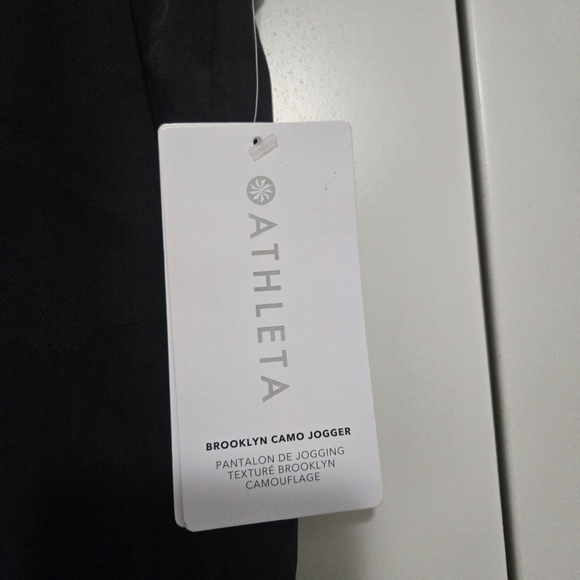 ATHLETA
BROOKLYN CAMO JOGGER
PANTALON DE JOGGING
TEXTURÉ BROOKLYN
CAMOUFLAGE